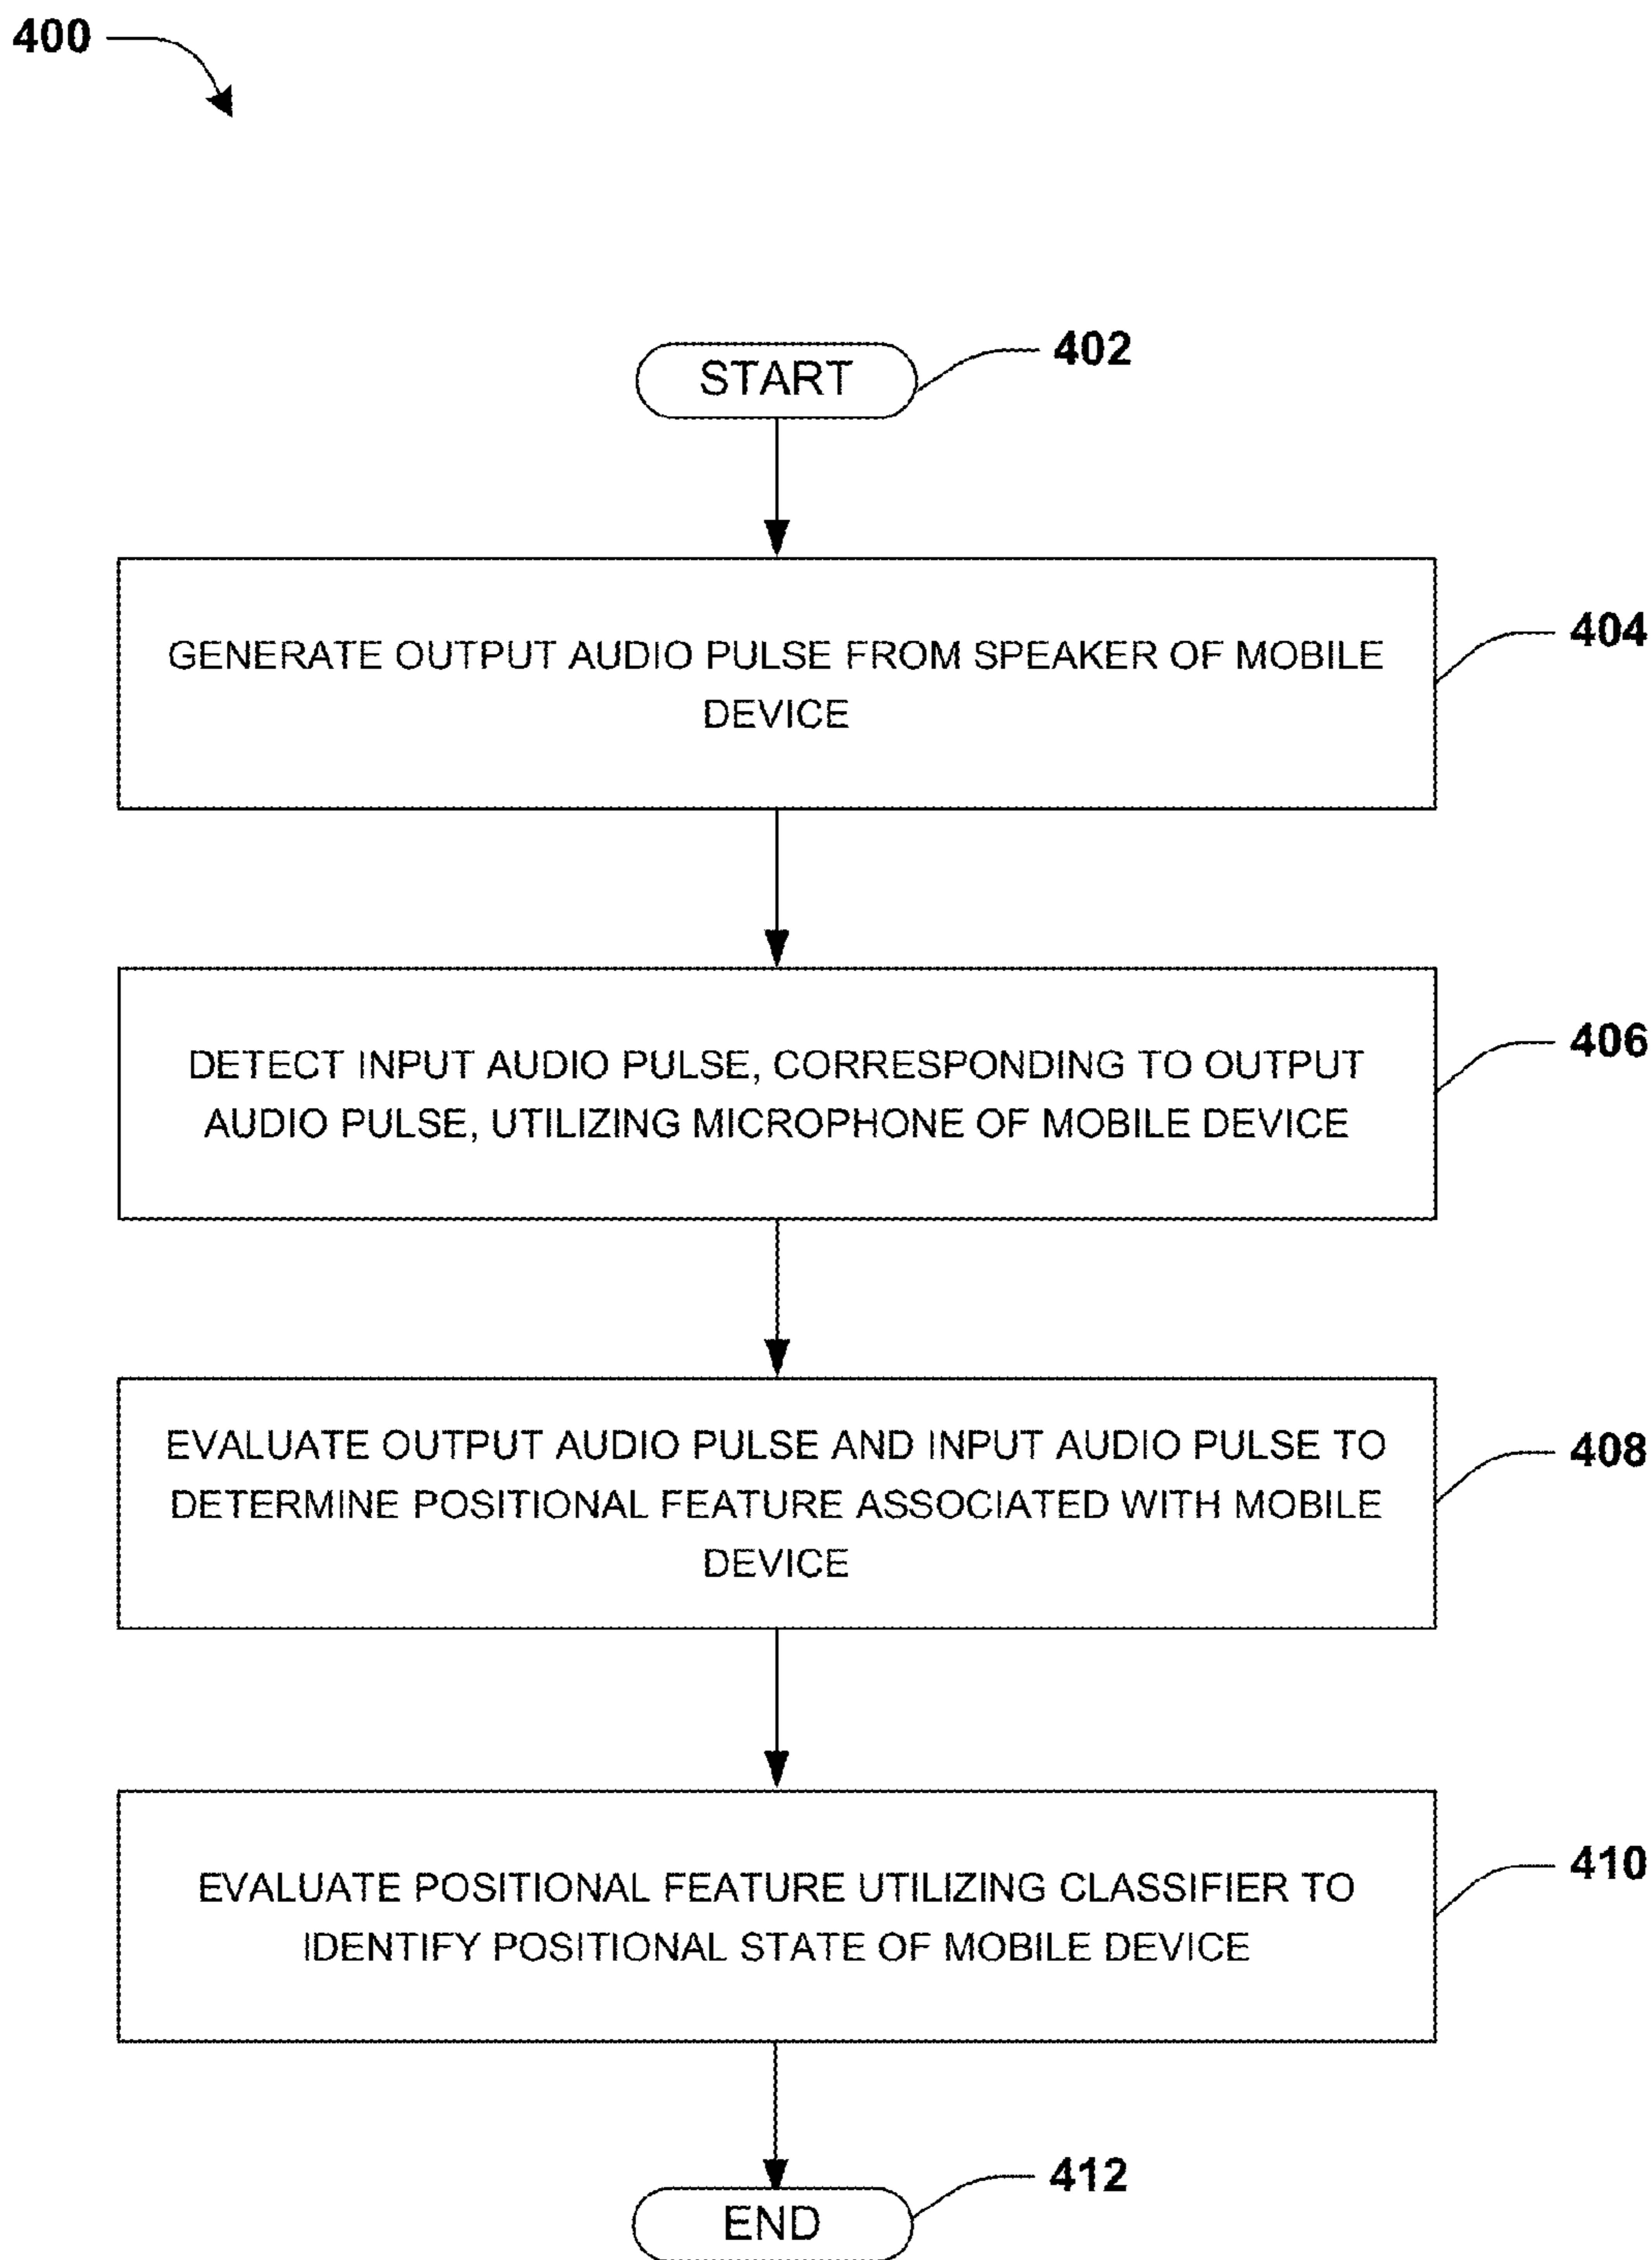 400
START
402
GENERATE OUTPUT AUDIO PULSE FROM SPEAKER OF MOBILE
DEVICE
404
DETECT INPUT AUDIO PULSE, CORRESPONDING TO OUTPUT
AUDIO PULSE, UTILIZING MICROPHONE OF MOBILE DEVICE
406
EVALUATE OUTPUT AUDIO PULSE AND INPUT AUDIO PULSE TO
DETERMINE POSITIONAL FEATURE ASSOCIATED WITH MOBILE
DEVICE
408
EVALUATE POSITIONAL FEATURE UTILIZING CLASSIFIER TO
IDENTIFY POSITIONAL STATE OF MOBILE DEVICE
410
END
412